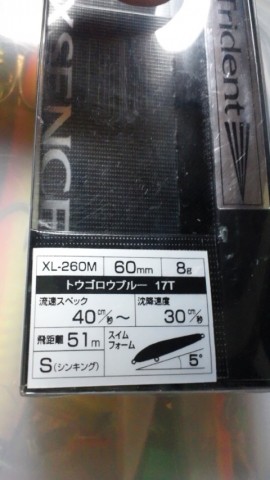 XSENCE
Trident
XL-260M 60mm 8g
トウゴロウブルー 17T
流速スペック 沈降速度
40cm/秒〜 30cm/秒
飛距離 51m スイムフォーム
S(シンキング) 5°